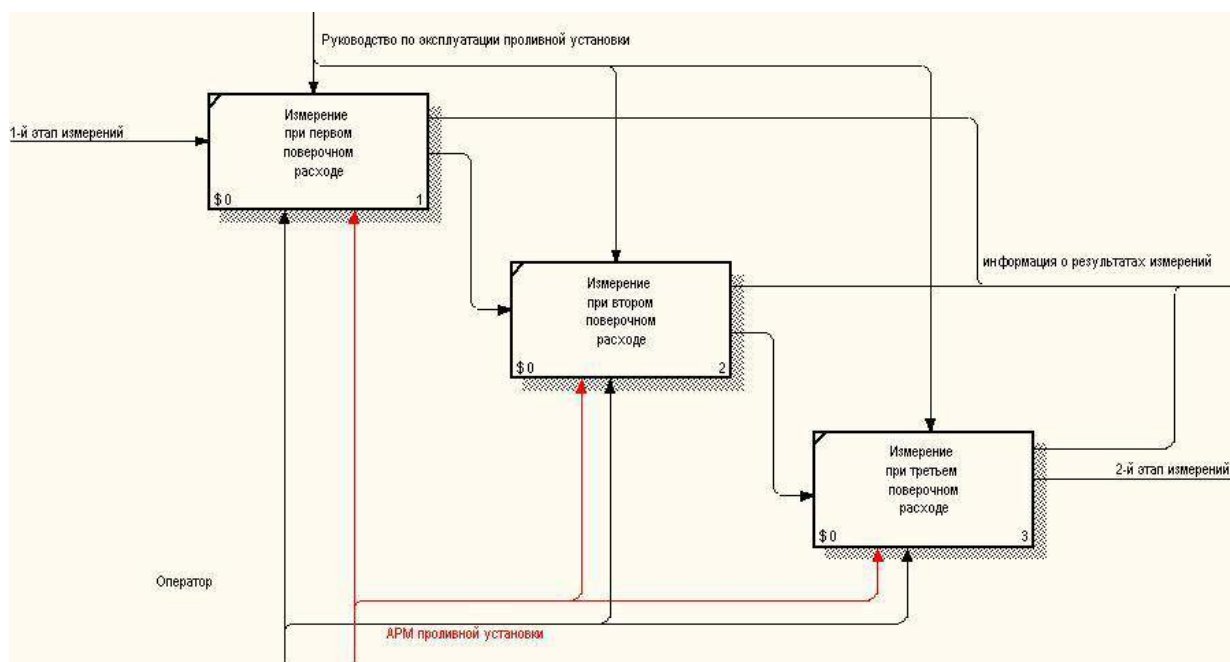 Руководство по эксплуатации проливной установки
1-й этап измерений
Измерение
при первом
поверочном
расходе
$ 0
1
информация о результатах измерений
Измерение
при втором
поверочном
расходе
$ 0
2
Измерение
при третьем
поверочном
расходе
$ 0
3
2-й этап измерений
Оператор
АРМ проливной установки